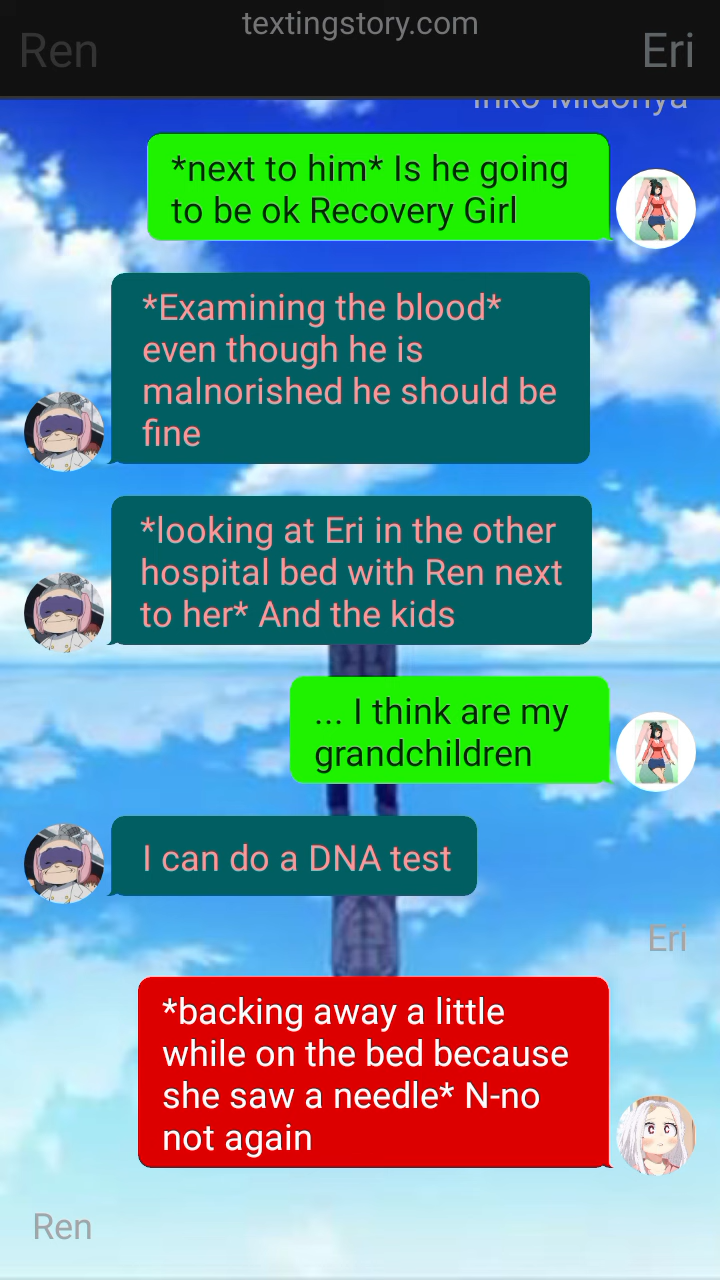 textingstory.com
Ren
Eri
Inko Midoriya
*next to him* Is he going
to be ok Recovery Girl
*Examining the blood*
even though he is
malnorished he should be
fine
*looking at Eri in the other
hospital bed with Ren next
to her* And the kids
... I think are my
grandchildren
I can do a DNA test
Eri
*backing away a little
while on the bed because
she saw a needle* N-no
not again
Ren